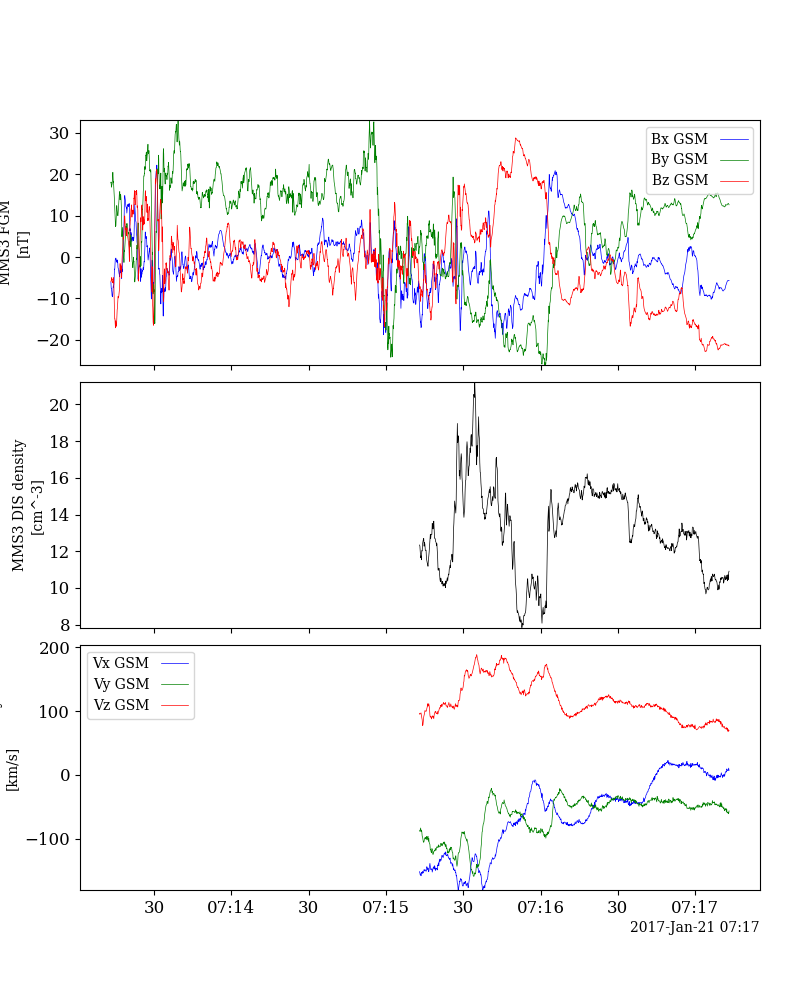 30
20
10
0
−10
−20
MMS3 FGM
[nT]
Bx GSM
By GSM
Bz GSM
20
18
16
14
12
10
8
MMS3 DIS density
[cm^-3]
200
100
0
−100
[km/s]
Vx GSM
Vy GSM
Vz GSM
30
07:14
30
07:15
30
07:16
30
07:17
2017-Jan-21 07:17